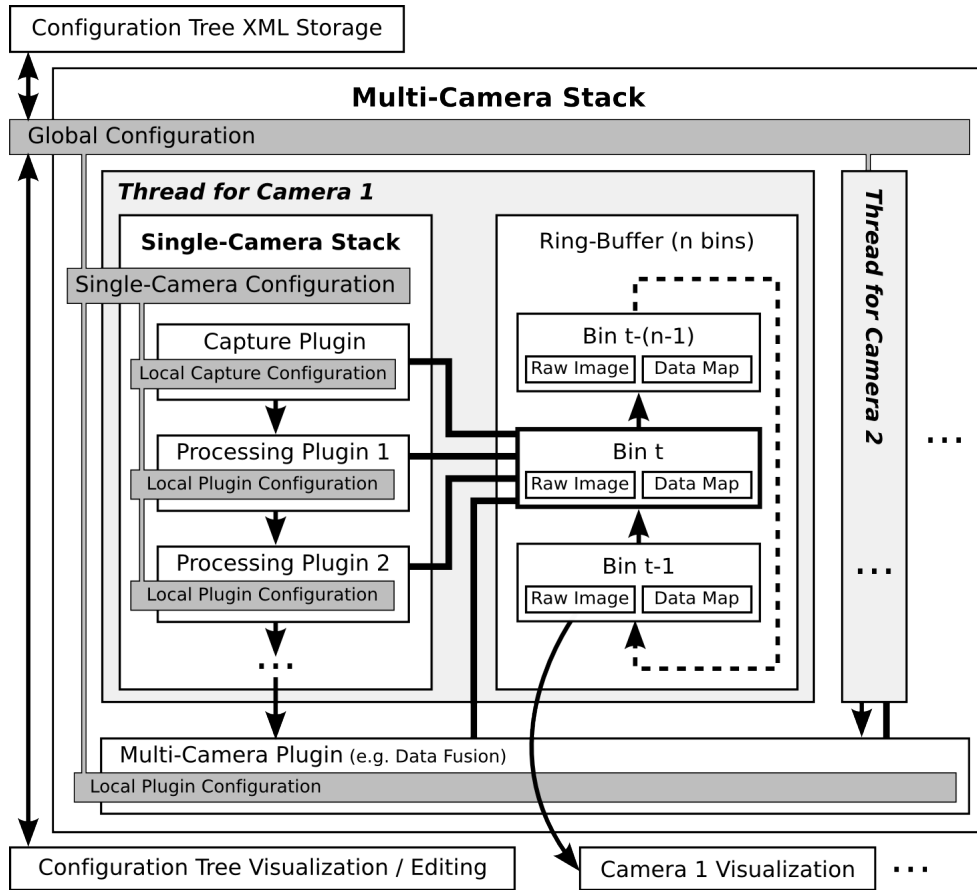 Configuration Tree XML Storage
Multi-Camera Stack
Global Configuration
Thread for Camera 1
Single-Camera Stack
Single-Camera Configuration
Capture Plugin
Local Capture Configuration
Processing Plugin 1
Local Plugin Configuration
Processing Plugin 2
Local Plugin Configuration
...
Ring-Buffer (n bins)
Bin t-(n-1)
Raw Image Data Map
Bin t
Raw Image Data Map
Bin t-1
Raw Image Data Map
Thread for Camera 2
...
...
Multi-Camera Plugin (e.g. Data Fusion)
Local Plugin Configuration
Configuration Tree Visualization / Editing
Camera 1 Visualization
...